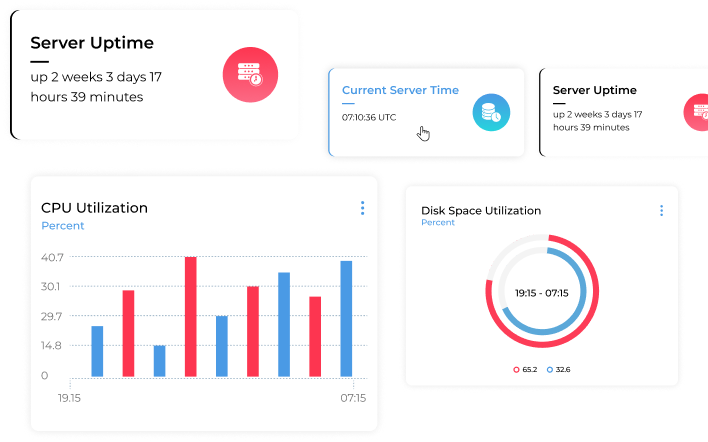 Server Uptime
up 2 weeks 3 days 17
hours 39 minutes
Current Server Time
07:10:36 UTC
Server Uptime
up 2 weeks 3 days 17
hours 39 minutes
CPU Utilization
Percent
40.7
30.1
29.7
14.8
0
19.15
07:15
Disk Space Utilization
Percent
19:15 - 07:15
65.2
32.6